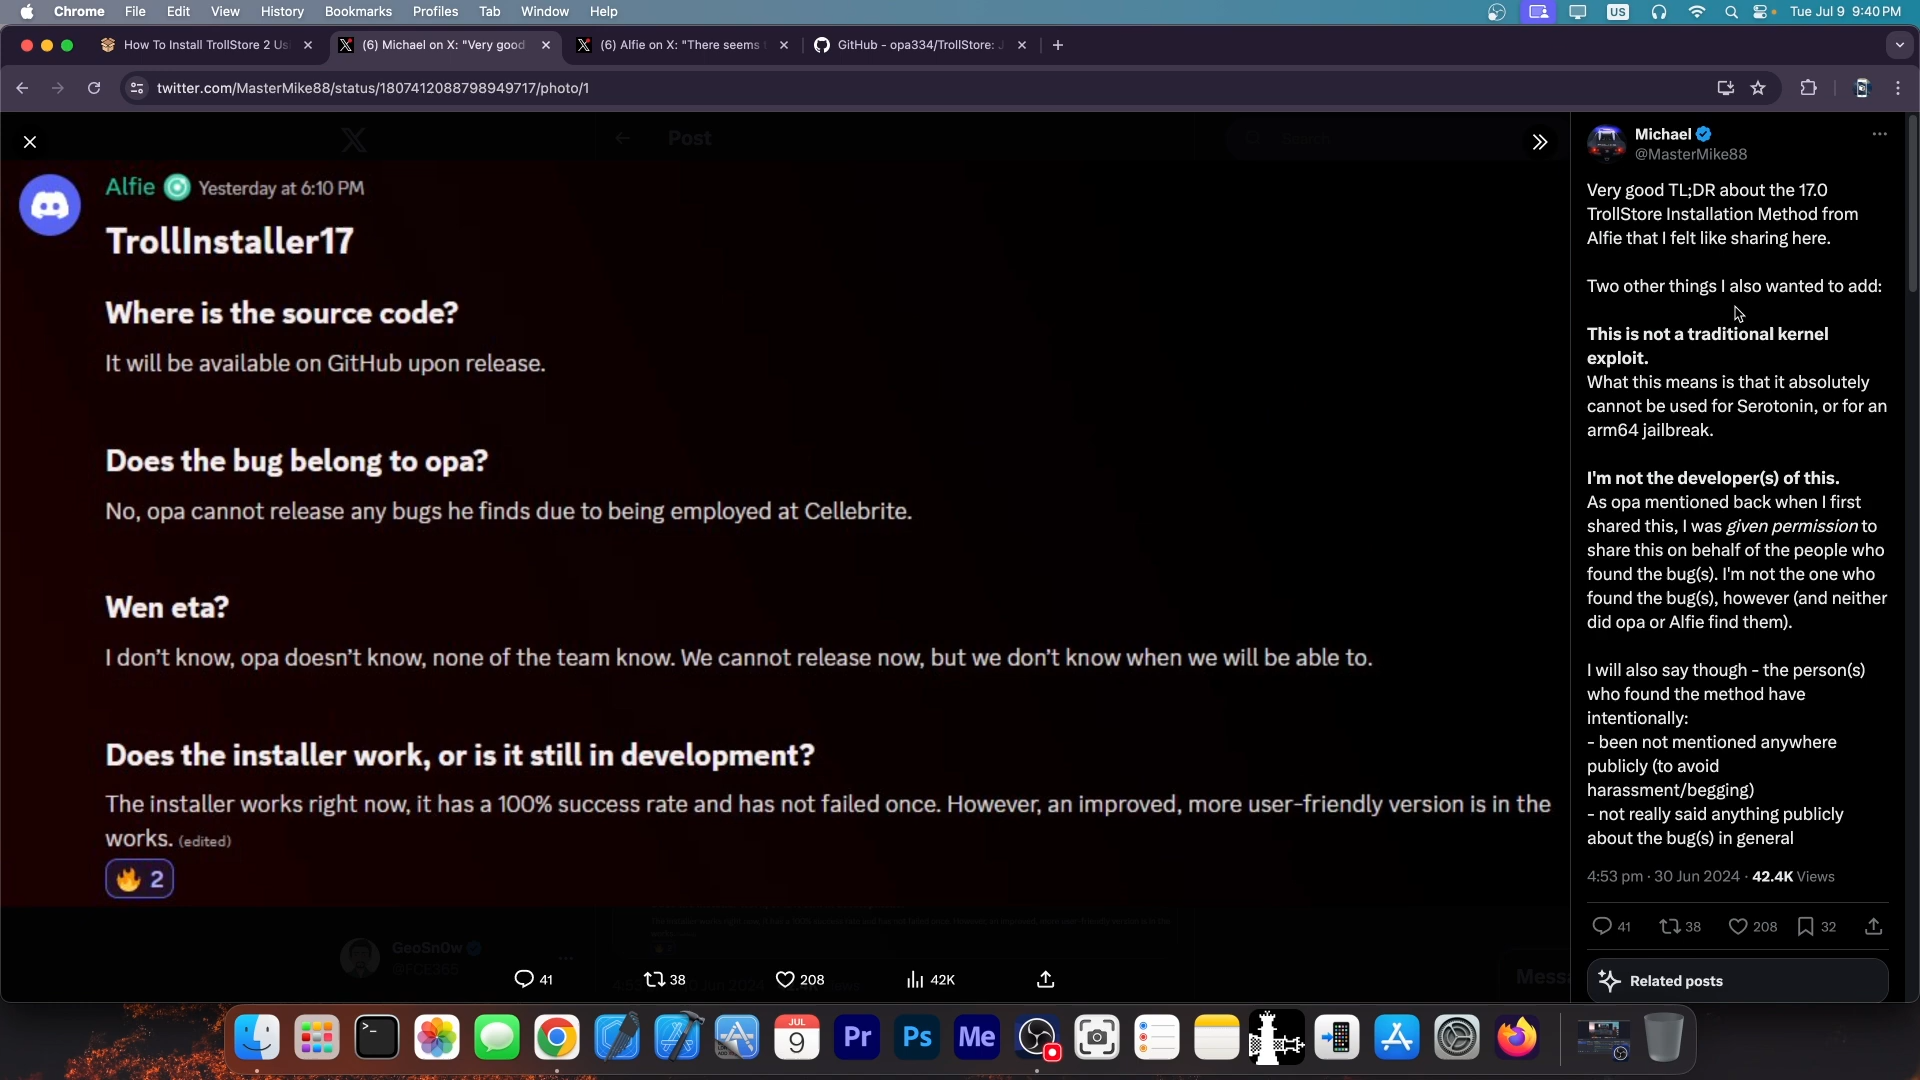 Chrome File Edit View History Bookmarks Profiles Tab Window Help
US Tue Jul 9 9:40 PM
How To Install TrollStore 2 Us
(6) Michael on X: "Very good
(6) Alfie on X: "There seems
GitHub - opa334/TrollStore: J
twitter.com/MasterMike88/status/1807412088798949717/photo/1
Post
Search
Alfie Yesterday at 6:10 PM
TrollInstaller17
Where is the source code?
It will be available on GitHub upon release.
Does the bug belong to opa?
No, opa cannot release any bugs he finds due to being employed at Cellebrite.
Wen eta?
I don't know, opa doesn't know, none of the team know. We cannot release now, but we don't know when we will be able to.
Does the installer work, or is it still in development?
The installer works right now, it has a 100% success rate and has not failed once. However, an improved, more user-friendly version is in the
works. (edited)
🔥 2
GeoSn0w
@FCE365
41 38 208 42K
Michael
@MasterMike88
Very good TL;DR about the 17.0
TrollStore Installation Method from
Alfie that I felt like sharing here.
Two other things I also wanted to add:
This is not a traditional kernel
exploit.
What this means is that it absolutely
cannot be used for Serotonin, or for an
arm64 jailbreak.
I'm not the developer(s) of this.
As opa mentioned back when I first
shared this, I was given permission to
share this on behalf of the people who
found the bug(s). I'm not the one who
found the bug(s), however (and neither
did opa or Alfie find them).
I will also say though - the person(s)
who found the method have
intentionally:
- been not mentioned anywhere
publicly (to avoid
harassment/begging)
- not really said anything publicly
about the bug(s) in general
4:53 pm · 30 Jun 2024 · 42.4K Views
41 38 208 32
Related posts
JUL
9
Pr Ps Me